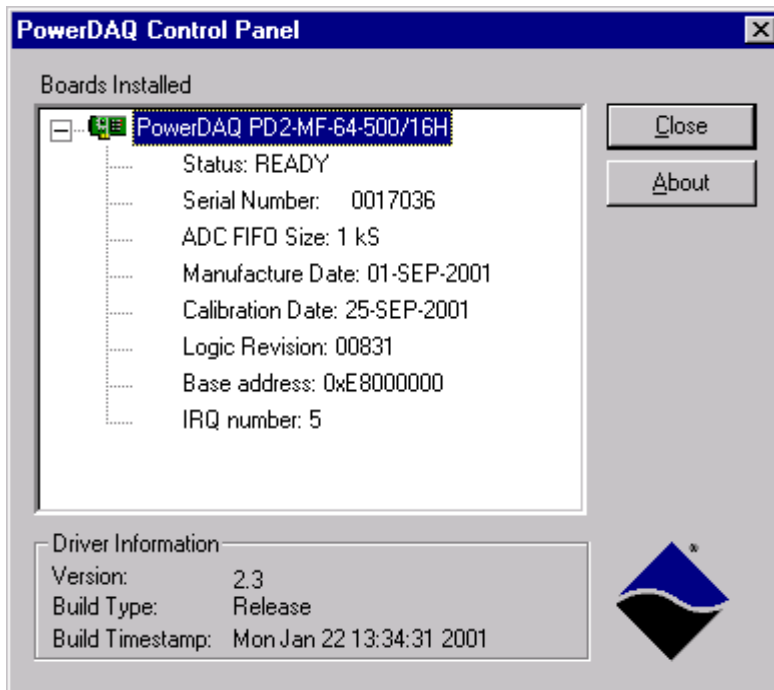 PowerDAQ Control Panel
Boards Installed
PowerDAQ PD2-MF-64-500/16H
Status: READY
Serial Number: 0017036
ADC FIFO Size: 1 kS
Manufacture Date: 01-SEP-2001
Calibration Date: 25-SEP-2001
Logic Revision: 00831
Base address: 0xE8000000
IRQ number: 5
Close
About
Driver Information
Version: 2.3
Build Type: Release
Build Timestamp: Mon Jan 22 13:34:31 2001
®